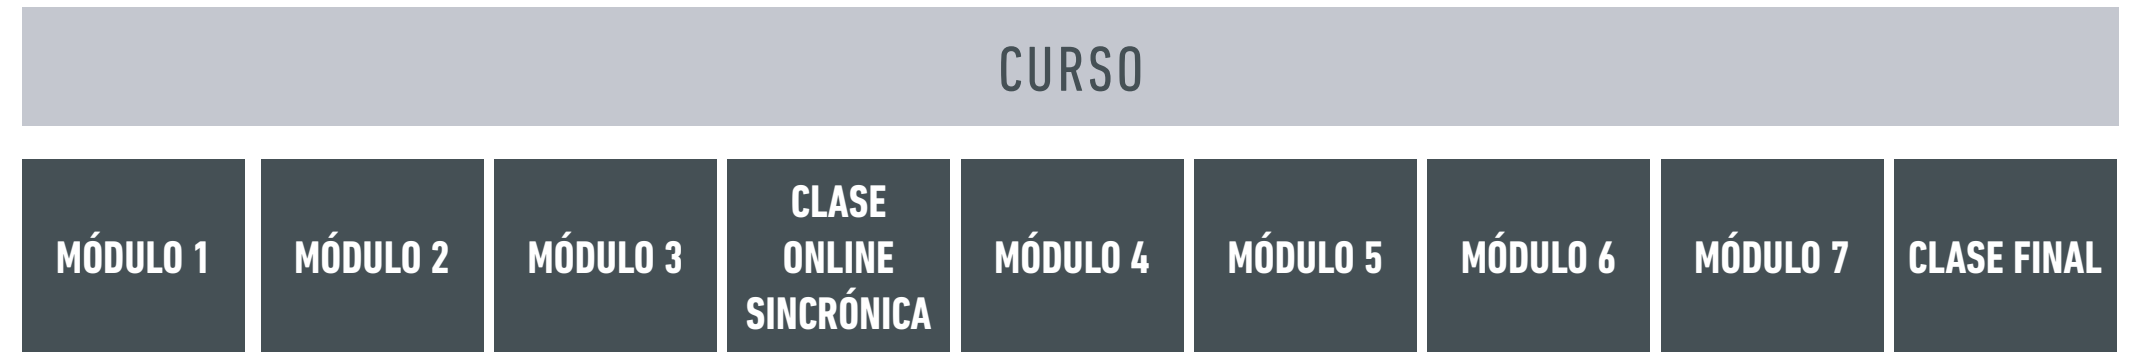 CURSO
MÓDULO 1
MÓDULO 2
MÓDULO 3
CLASE
ONLINE
SINCRÓNICA
MÓDULO 4
MÓDULO 5
MÓDULO 6
MÓDULO 7
CLASE FINAL